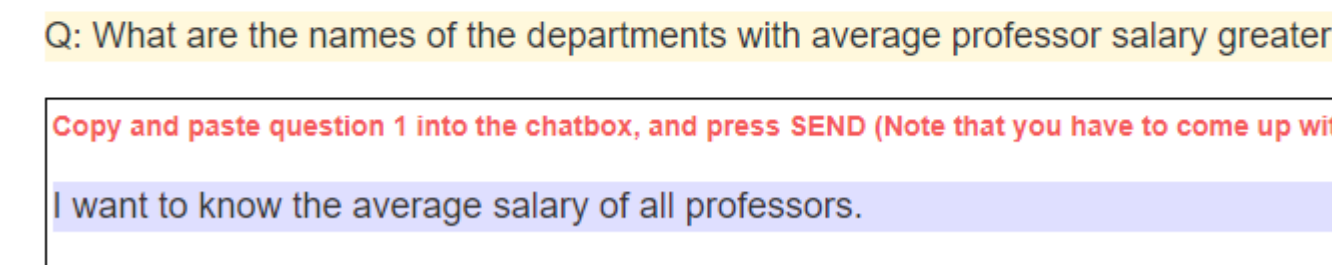 Q: What are the names of the departments with average professor salary greater
Copy and paste question 1 into the chatbox, and press SEND (Note that you have to come up
I want to know the average salary of all professors.